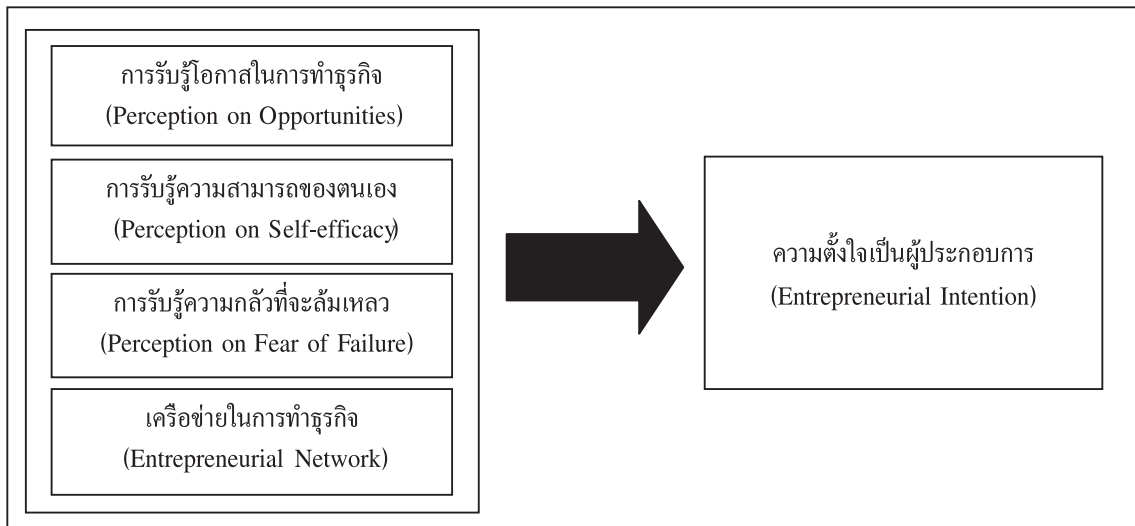 การรับรู้โอกาสในการทำธุรกิจ
(Perception on Opportunities)
การรับรู้ความสามารถของตนเอง
(Perception on Self-efficacy)
การรับรู้ความกลัวที่จะล้มเหลว
(Perception on Fear of Failure)
เครือข่ายในการทำธุรกิจ
(Entrepreneurial Network)
ความตั้งใจเป็นผู้ประกอบการ
(Entrepreneurial Intention)